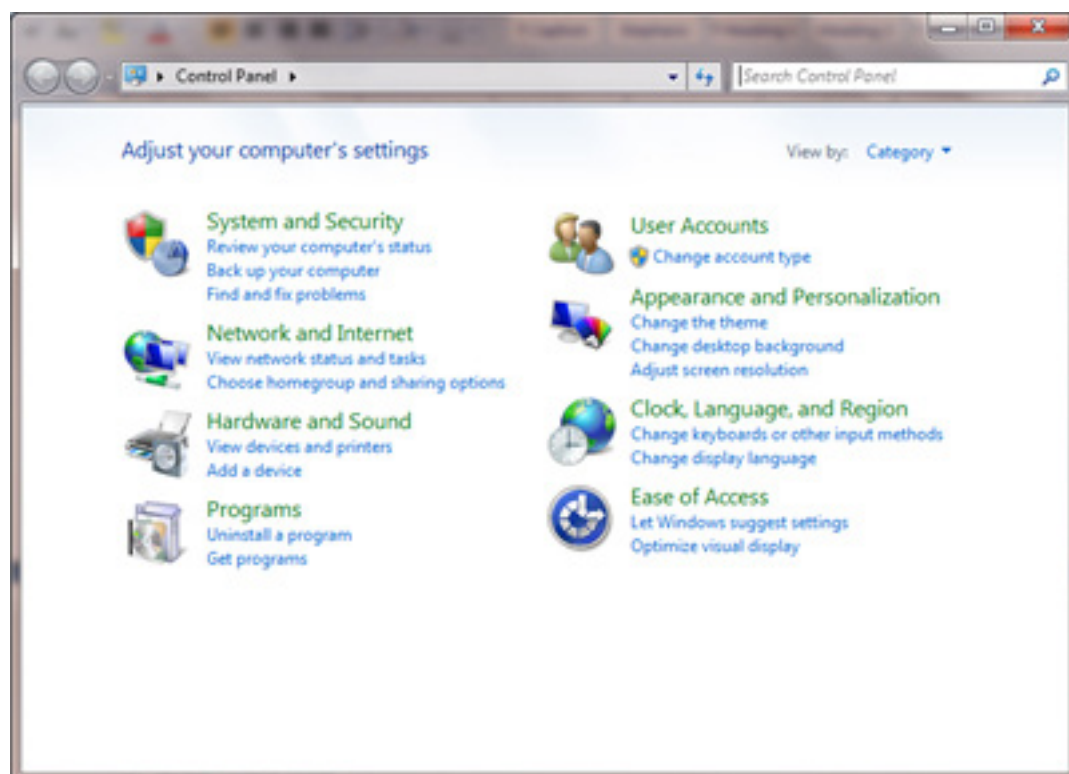 Control Panel
Search Control Panel
Adjust your computer's settings
View by: Category
System and Security
Review your computer's status
Back up your computer
Find and fix problems
Network and Internet
View network status and tasks
Choose homegroup and sharing options
Hardware and Sound
View devices and printers
Add a device
Programs
Uninstall a program
Get programs
User Accounts
Change account type
Appearance and Personalization
Change the theme
Change desktop background
Adjust screen resolution
Clock, Language, and Region
Change keyboards or other input methods
Change display language
Ease of Access
Let Windows suggest settings
Optimize visual display